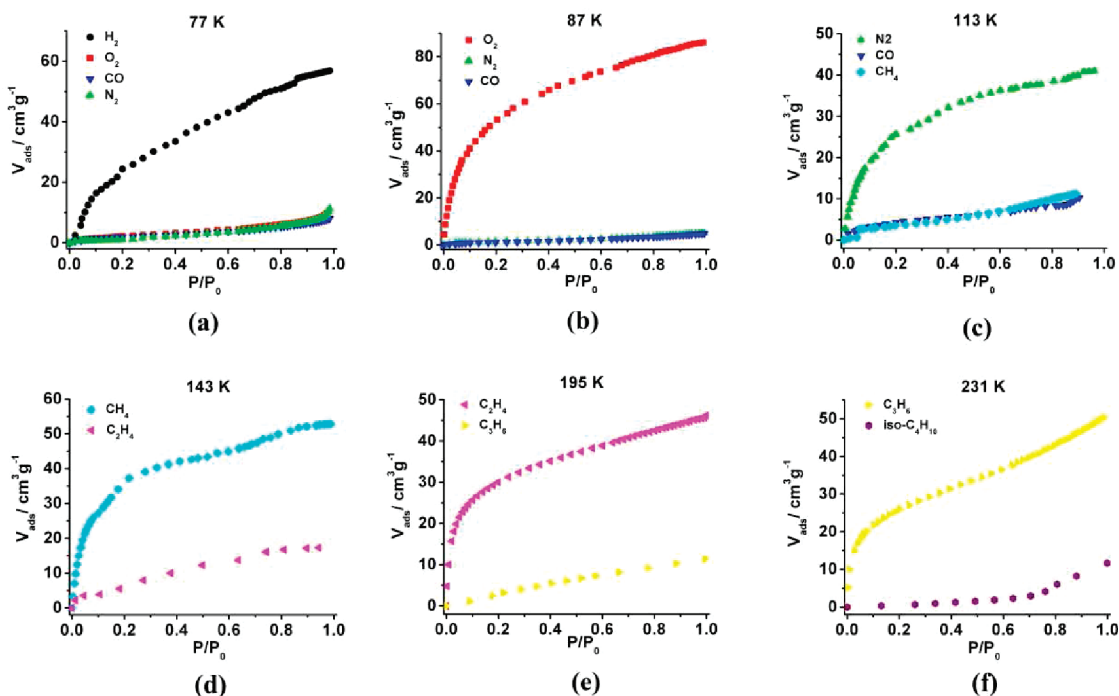 77 K
H2
O2
CO
N2
Vads/ cm3g-1
60
40
20
0
0.0 0.2 0.4 0.6 0.8 1.0
P/P0
(a)
87 K
O2
N2
CO
Vads/ cm3g-1
80
60
40
20
0
0.0 0.2 0.4 0.6 0.8 1.0
P/P0
(b)
113 K
N2
CO
CH4
Vads/ cm3g-1
50
40
30
20
10
0
0.0 0.2 0.4 0.6 0.8 1.0
P/P0
(c)
143 K
CH4
C2H4
Vads/ cm3g-1
60
50
40
30
20
10
0
0.0 0.2 0.4 0.6 0.8 1.0
P/P0
(d)
195 K
C2H4
C3H6
Vads/ cm3g-1
50
40
30
20
10
0
0.0 0.2 0.4 0.6 0.8 1.0
P/P0
(e)
231 K
C3H6
iso-C4H10
Vads/ cm3g-1
50
40
30
20
10
0
0.0 0.2 0.4 0.6 0.8 1.0
P/P0
(f)